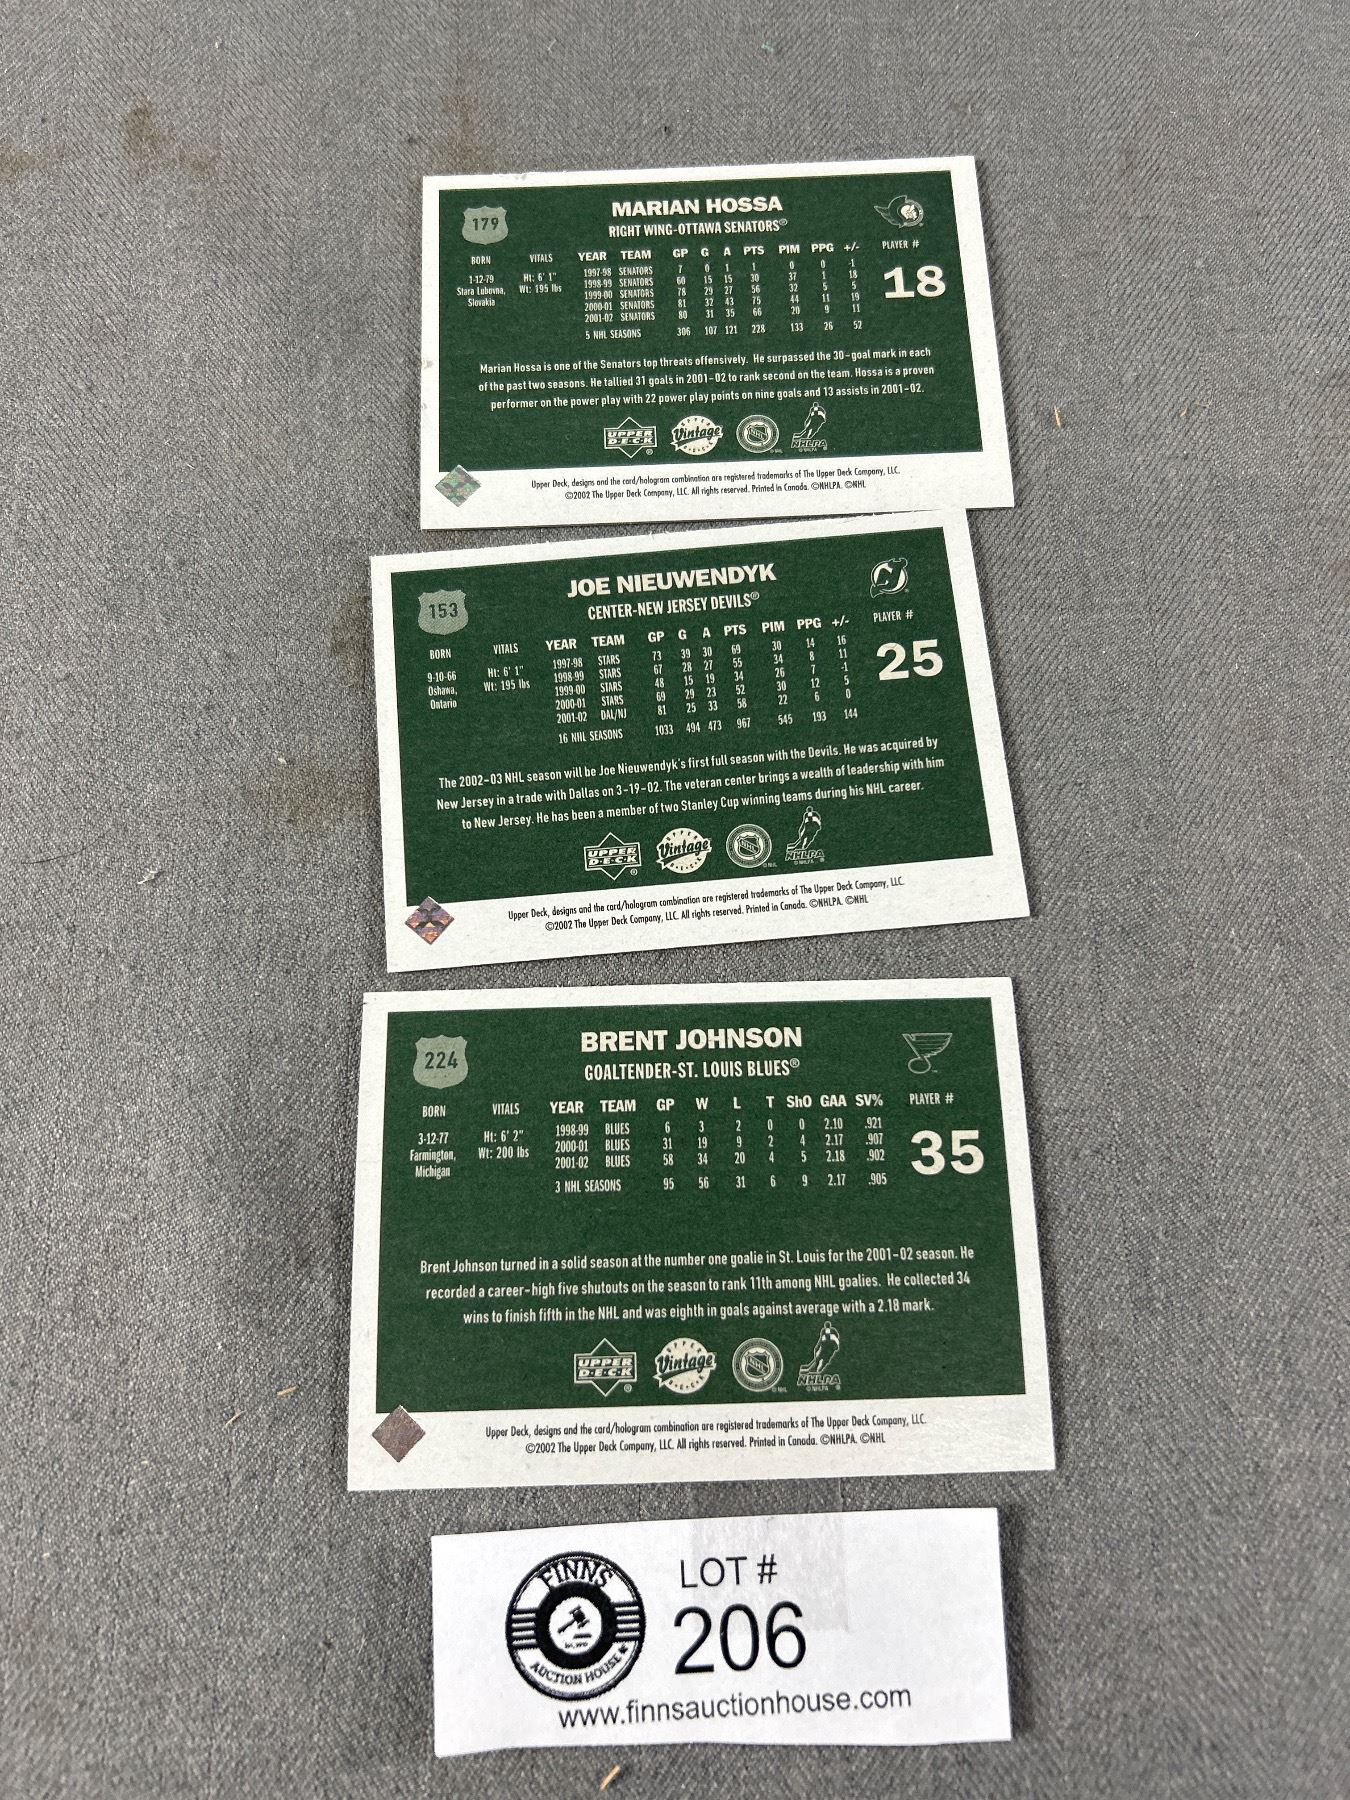 179
MARIAN HOSSA
RIGHT WING-OTTAWA SENATORS®
BORN VITALS YEAR TEAM GP G A PTS PIM PPG +/- PLAYER #
1-12-79 Ht: 6' 1" 1997-98 SENATORS 7 0 1 1 0 0 -1 18
Stara Lubovna, Wt: 195 lbs 1998-99 SENATORS 60 15 15 30 37 1 18
Slovakia 1999-00 SENATORS 78 29 27 56 32 5 5
2000-01 SENATORS 81 32 43 75 44 11 19
2001-02 SENATORS 80 31 35 66 20 9 11
5 NHL SEASONS 306 107 121 228 133 26 52
Marian Hossa is one of the Senators top threats offensively. He surpassed the 30-goal mark in each
of the past two seasons. He tallied 31 goals in 2001-02 to rank second on the team. Hossa is a proven
performer on the power play with 22 power play points on nine goals and 13 assists in 2001-02.
UPPER DECK UPPER Vintage DECK NHL NHLPA
Upper Deck, designs and the card/hologram combination are registered trademarks of The Upper Deck Company, LLC.
©2002 The Upper Deck Company, LLC. All rights reserved. Printed in Canada. ©NHLPA. ©NHL
153
JOE NIEUWENDYK
CENTER-NEW JERSEY DEVILS®
BORN VITALS YEAR TEAM GP G A PTS PIM PPG +/- PLAYER #
9-10-66 Ht: 6' 1" 1997-98 STARS 73 39 30 69 30 14 16 25
Oshawa, Wt: 195 lbs 1998-99 STARS 67 28 27 55 34 8 11
Ontario 1999-00 STARS 48 15 19 34 26 7 -1
2000-01 STARS 69 29 23 52 30 12 5
2001-02 DAL/NJ 81 25 33 58 22 6 0
16 NHL SEASONS 1033 494 473 967 545 193 144
The 2002-03 NHL season will be Joe Nieuwendyk's first full season with the Devils. He was acquired by
New Jersey in a trade with Dallas on 3-19-02. The veteran center brings a wealth of leadership with him
to New Jersey. He has been a member of two Stanley Cup winning teams during his NHL career.
UPPER DECK UPPER Vintage DECK NHL NHLPA
Upper Deck, designs and the card/hologram combination are registered trademarks of The Upper Deck Company, LLC.
©2002 The Upper Deck Company, LLC. All rights reserved. Printed in Canada. ©NHLPA. ©NHL
224
BRENT JOHNSON
GOALTENDER-ST. LOUIS BLUES®
BORN VITALS YEAR TEAM GP W L T ShO GAA SV% PLAYER #
3-12-77 Ht: 6' 2" 1998-99 BLUES 6 3 2 0 0 2.10 .921 35
Farmington, Wt: 200 lbs 2000-01 BLUES 31 19 9 2 4 2.17 .907
Michigan 2001-02 BLUES 58 34 20 4 5 2.18 .902
3 NHL SEASONS 95 56 31 6 9 2.17 .905
Brent Johnson turned in a solid season at the number one goalie in St. Louis for the 2001-02 season. He
recorded a career-high five shutouts on the season to rank 11th among NHL goalies. He collected 34
wins to finish fifth in the NHL and was eighth in goals against average with a 2.18 mark.
UPPER DECK UPPER Vintage DECK NHL NHLPA
Upper Deck, designs and the card/hologram combination are registered trademarks of The Upper Deck Company, LLC.
©2002 The Upper Deck Company, LLC. All rights reserved. Printed in Canada. ©NHLPA. ©NHL
FINNS
AUCTION HOUSE
LOT #
206
www.finnsauctionhouse.com